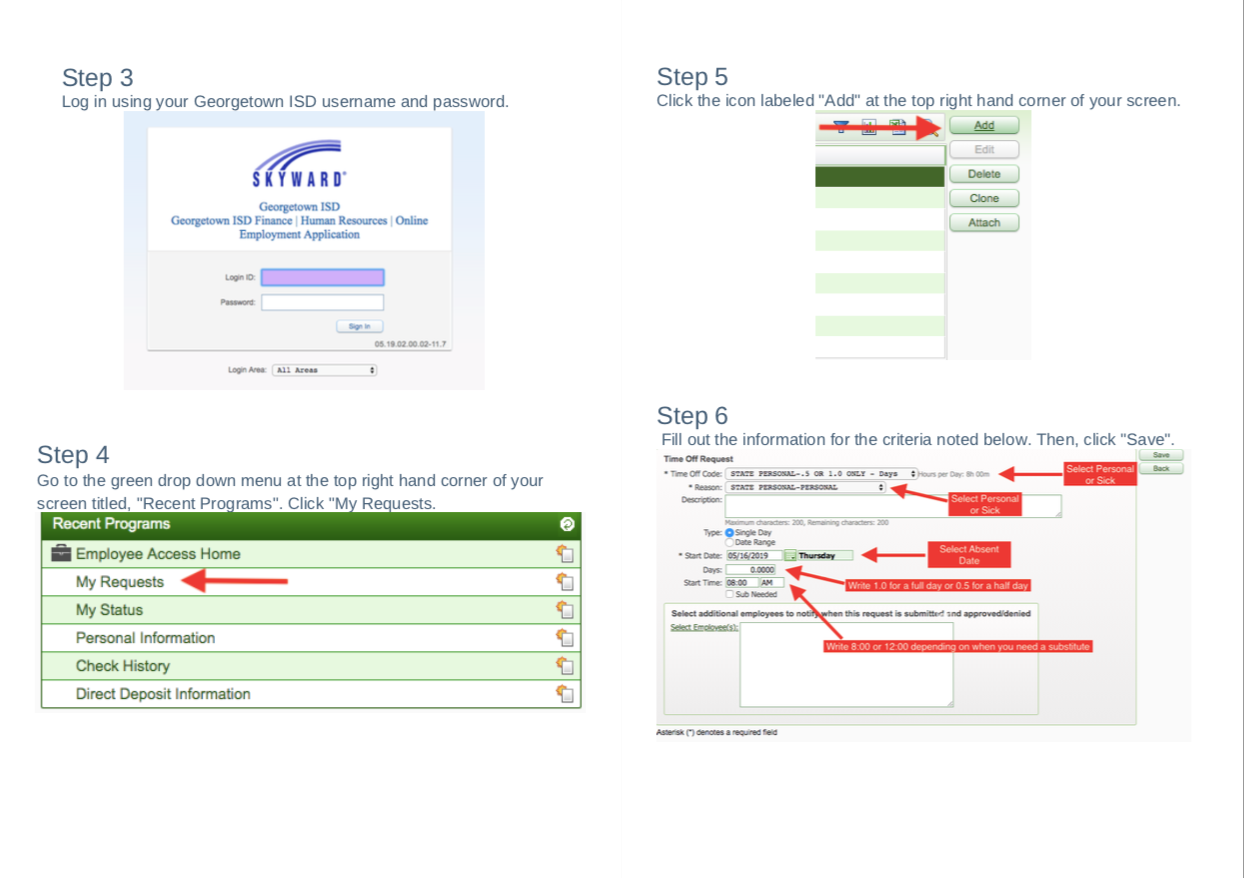 Step 3
Log in using your Georgetown ISD username and password.
SKYWARD
Georgetown ISD
Georgetown ISD Finance | Human Resources | Online
Employment Application
Login ID:
Password:
Sign In
05.19.02.00.02-11.7
Login Area: All Areas
Step 4
Go to the green drop down menu at the top right hand corner of your
screen titled, "Recent Programs". Click "My Requests.
Recent Programs
Employee Access Home
My Requests
My Status
Personal Information
Check History
Direct Deposit Information
Step 5
Click the icon labeled "Add" at the top right hand corner of your screen.
Add
Edit
Delete
Clone
Attach
Step 6
Fill out the information for the criteria noted below. Then, click "Save".
Time Off Request
Save
Back
* Time Off Code: STATE PERSONAL-.5 OR 1.0 ONLY - Days Hours per Day: 8h 00m
Select Personal
or Sick
* Reason: STATE PERSONAL-PERSONAL
Select Personal
or Sick
Description:
Maximum characters: 200, Remaining characters: 200
Type: Single Day
Date Range
* Start Date: 05/16/2019 Thursday
Select Absent
Date
Days: 0.0000
Write 1.0 for a full day or 0.5 for a half day
Start Time: 08:00 AM
Sub Needed
Select additional employees to notify when this request is submitted and approved/denied
Select Employee(s):
Write 8:00 or 12:00 depending on when you need a substitute
Asterisk (*) denotes a required field